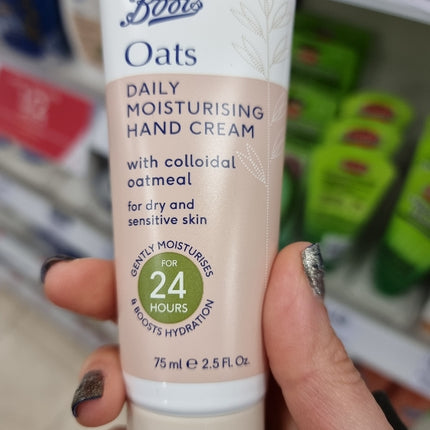 Boots
Oats
DAILY
MOISTURISING
HAND CREAM
with colloidal
oatmeal
for dry and
sensitive skin
GENTLY MOISTURISES
FOR
24
HOURS
& BOOSTS HYDRATION
75 ml e 2.5 Fl. Oz.